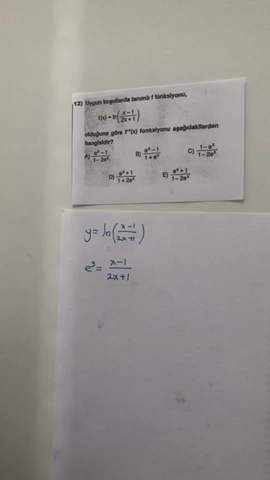 12) Uygun koşullarda tanımlı f fonksiyonu,
f(x) = ln(x-1/2x+1)
olduğuna göre f⁻¹(x) fonksiyonu aşağıdakilerden
hangisidir?
A) eˣ-1/1-2eˣ B) eˣ-1/1+eˣ C) 1-eˣ/1-2eˣ
D) eˣ+1/1+2eˣ E) eˣ+1/1-2eˣ
y = ln(x-1/2x+1)
eʸ = x-1/2x+1